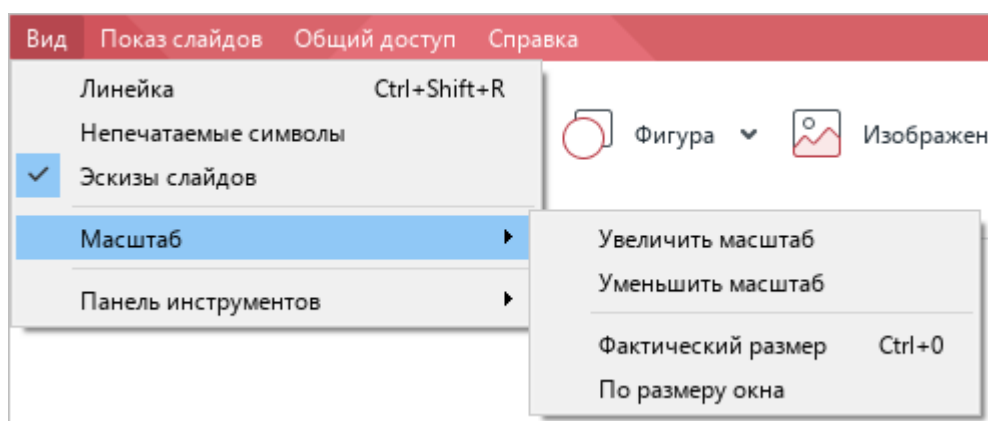 Вид Показ слайдов Общий доступ Справка
Линейка Ctrl+Shift+R
Непечатаемые символы
Эскизы слайдов
Масштаб
Панель инструментов
Фигура Изображен
Увеличить масштаб
Уменьшить масштаб
Фактический размер Ctrl+0
По размеру окна